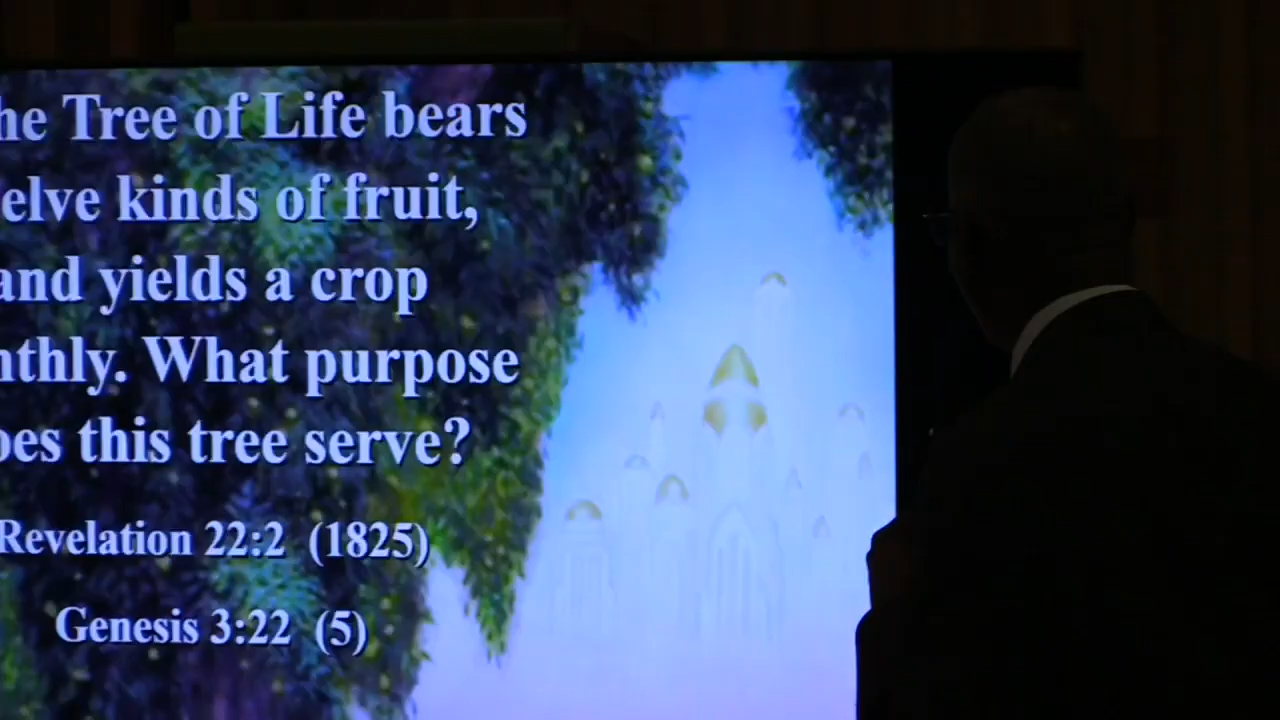 he Tree of Life bears
elve kinds of fruit,
and yields a crop
nthly. What purpose
oes this tree serve?
Revelation 22:2 (1825)
Genesis 3:22 (5)